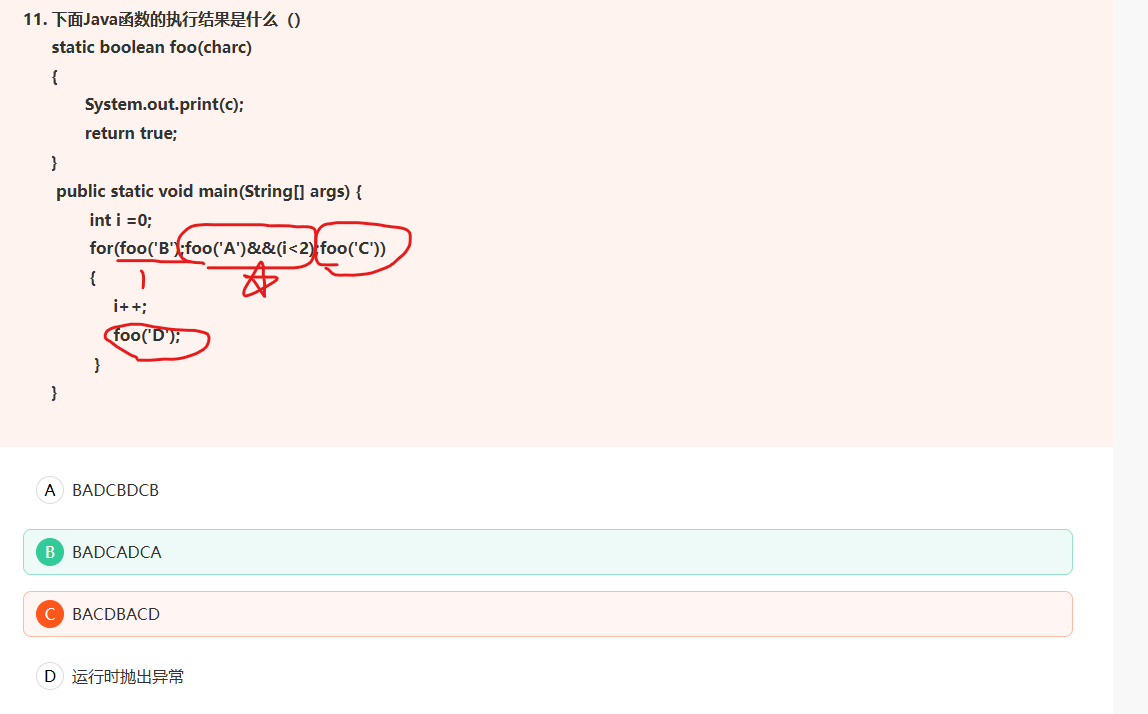 11. 下面Java函数的执行结果是什么（）
static boolean foo(charc)
{
System.out.print(c);
return true;
}
public static void main(String[] args) {
int i =0;
for(foo('B');foo('A')&&(i<2);foo('C'))
{
i++;
foo('D');
}
}
A BADCBDCB
B BADCADCA
C BACDBACD
D 运行时抛出异常